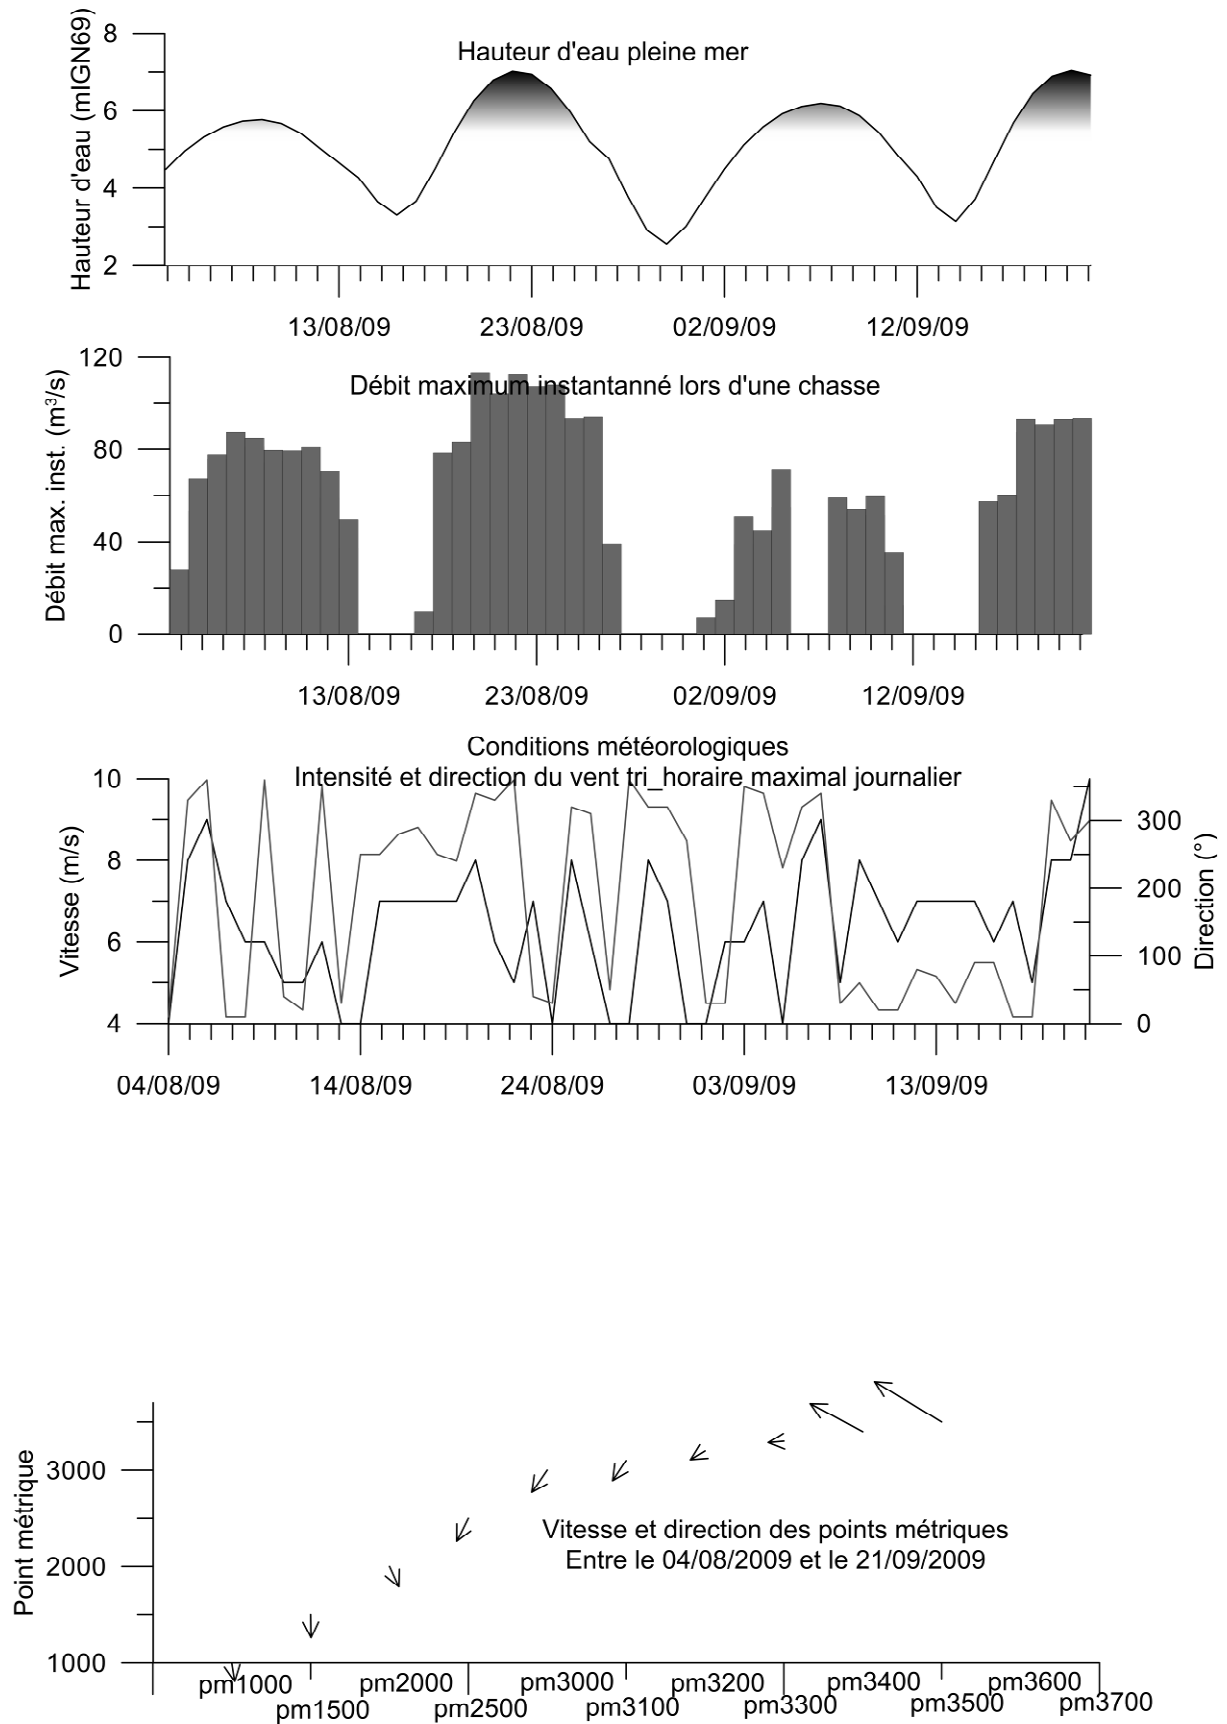 Hauteur d'eau pleine mer
Hauteur d'eau (mIGN69)
8
6
4
2
13/08/09 23/08/09 02/09/09 12/09/09
Débit maximum instantanné lors d'une chasse
Débit max. inst. (m³/s)
120
80
40
0
13/08/09 23/08/09 02/09/09 12/09/09
Conditions météorologiques
Intensité et direction du vent tri_horaire maximal journalier
Vitesse (m/s)
10
8
6
4
300
200
100
0
Direction (°)
04/08/09 14/08/09 24/08/09 03/09/09 13/09/09
Point métrique
3000
2000
1000
Vitesse et direction des points métriques
Entre le 04/08/2009 et le 21/09/2009
pm1000 pm2000 pm3000 pm3200 pm3400 pm3600
pm1500 pm2500 pm3100 pm3300 pm3500 pm3700